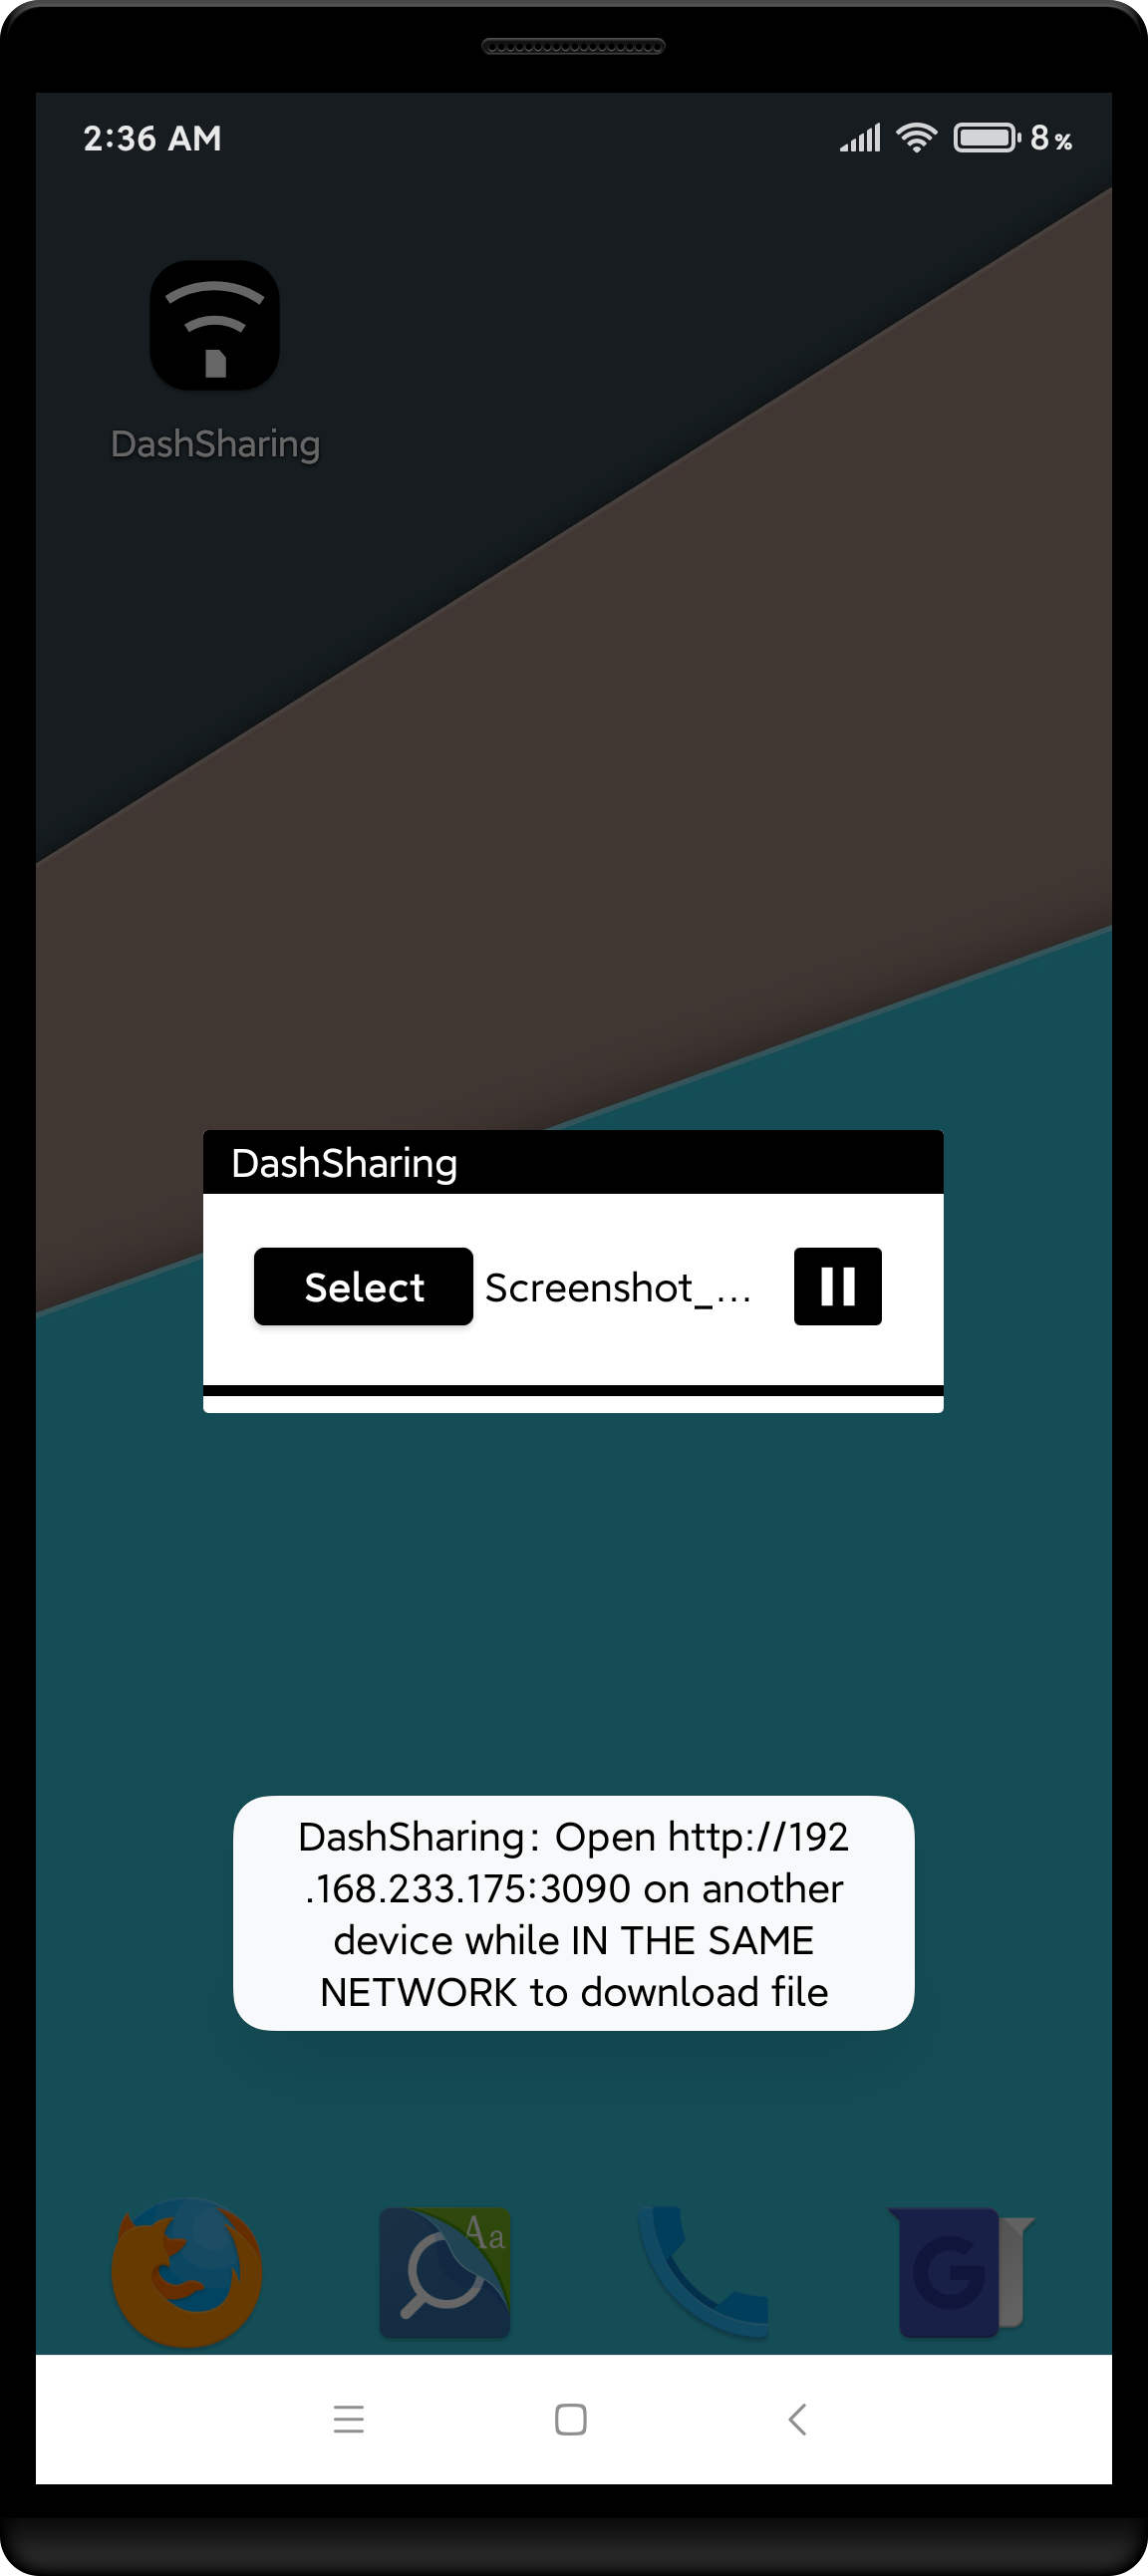 2:36 AM
8%
DashSharing
DashSharing
Select
Screenshot_...
DashSharing: Open http://192
.168.233.175:3090 on another
device while IN THE SAME
NETWORK to download file
Aa
G